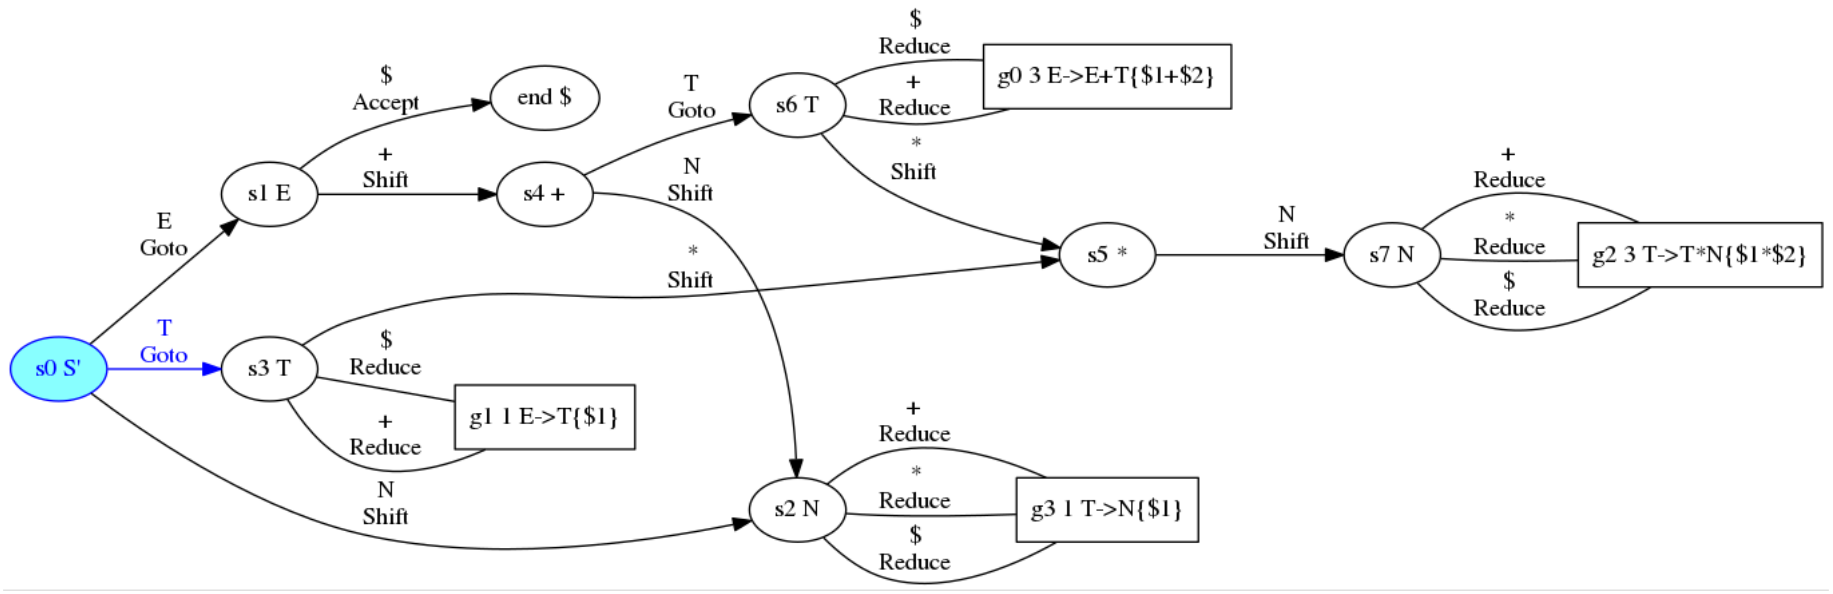 $
Reduce
g0 3 E->E+T{$1+$2}
+
Reduce
$
Accept
end $
T
Goto
s6 T
*
Shift
+
Shift
s1 E
s4 +
N
Shift
E
Goto
*
Shift
s5 *
N
Shift
s7 N
+
Reduce
*
Reduce
g2 3 T->T*N{$1*$2}
$
Reduce
T
Goto
s0 S'
s3 T
$
Reduce
g1 1 E->T{$1}
+
Reduce
N
Shift
s2 N
+
Reduce
*
Reduce
g3 1 T->N{$1}
$
Reduce